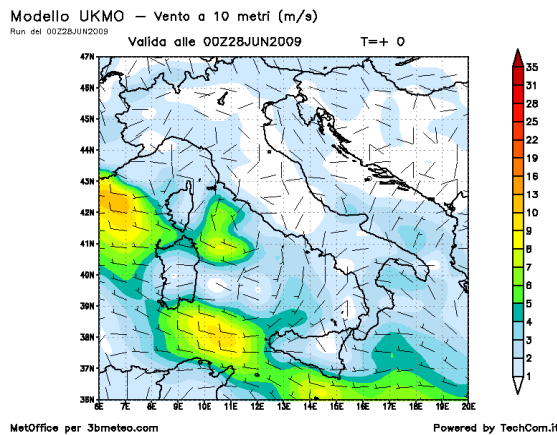 Modello UKMO – Vento a 10 metri (m/s)
Run del 00Z28JUN2009
Valida alle 00Z28JUN2009 T=+ 0
47N
46N
45N
44N
43N
42N
41N
40N
39N
38N
37N
36N
6E 7E 8E 9E 10E 11E 12E 13E 14E 15E 16E 17E 18E 19E 20E
35
31
28
25
22
19
16
13
10
9
8
7
6
5
4
3
2
1
MetOffice per 3bmeteo.com
Powered by TechCom.it